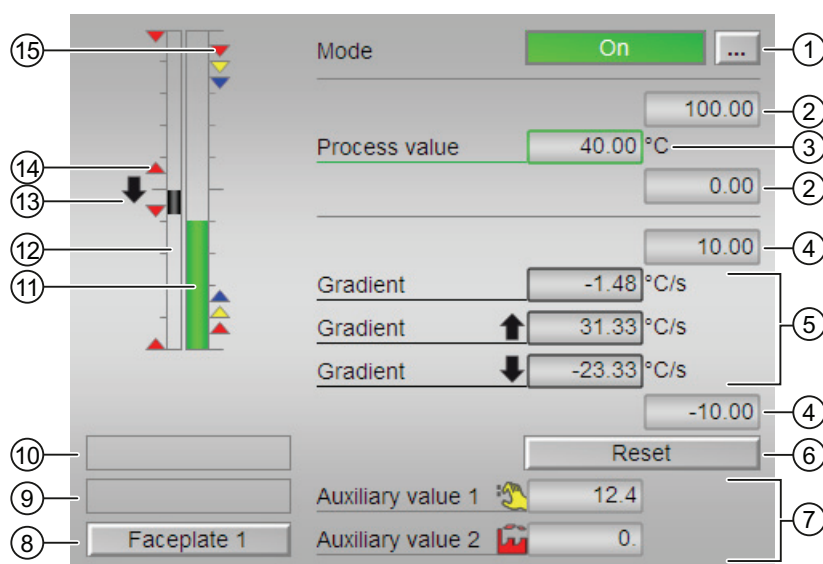 15
Mode
On
...
1
100.00
2
Process value
40.00
°C
3
14
0.00
2
13
10.00
4
12
11
Gradient
-1.48
°C/s
Gradient
31.33
°C/s
5
Gradient
-23.33
°C/s
-10.00
4
10
Reset
6
9
Auxiliary value 1
12.4
7
8
Faceplate 1
Auxiliary value 2
0.